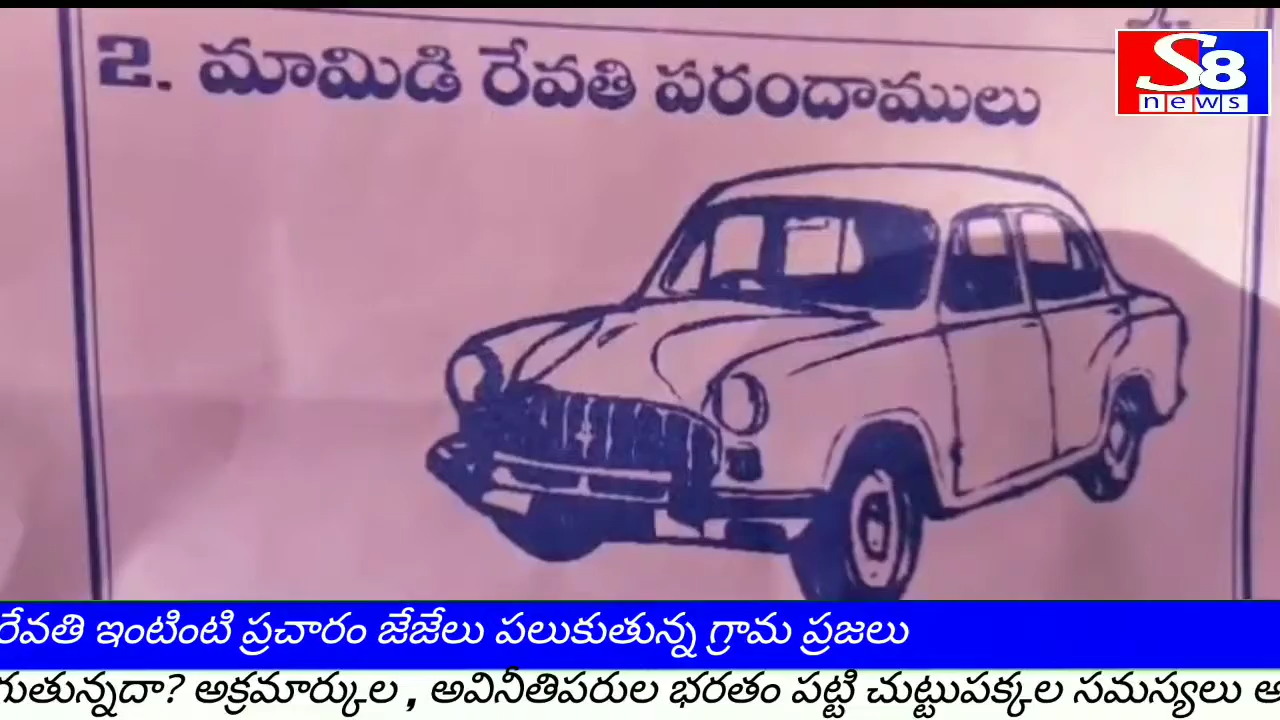 2. మామిడి రేవతి పరందాములు
S8
news
రేవతి ఇంటింటి ప్రచారం జేజేలు పలుకుతున్న గ్రామ ప్రజలు
గుతున్నదా? అక్రమార్కుల , అవినీతిపరుల భరతం పట్టి చుట్టుపక్కల సమస్యలు